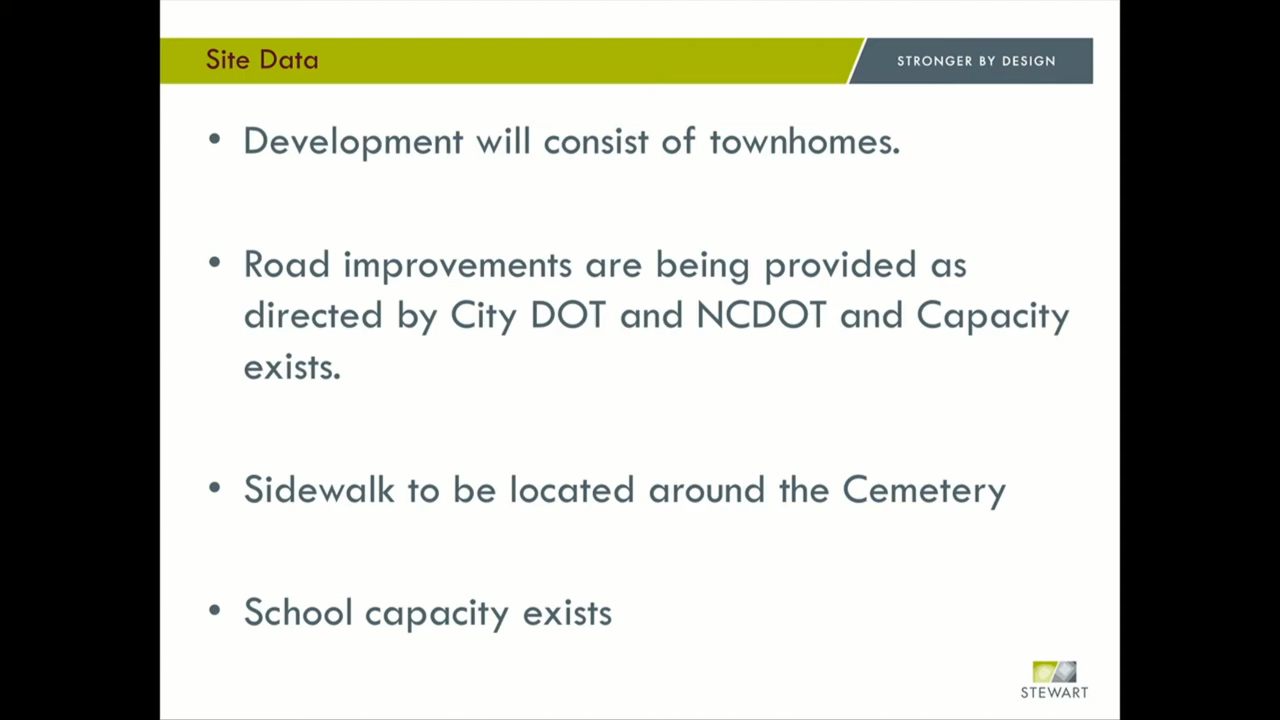 Site Data
STRONGER BY DESIGN
• Development will consist of townhomes.
• Road improvements are being provided as
directed by City DOT and NCDOT and Capacity
exists.
• Sidewalk to be located around the Cemetery
• School capacity exists
STEWART